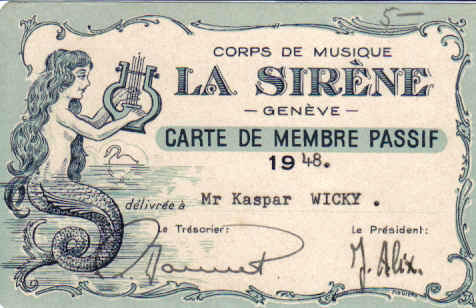 5—
CORPS DE MUSIQUE
LA SIRÈNE
— GENÈVE —
CARTE DE MEMBRE PASSIF
1948.
délivrée à Mr Kaspar WICKY .
Le Trésorier: Le Président:
J. Alix.